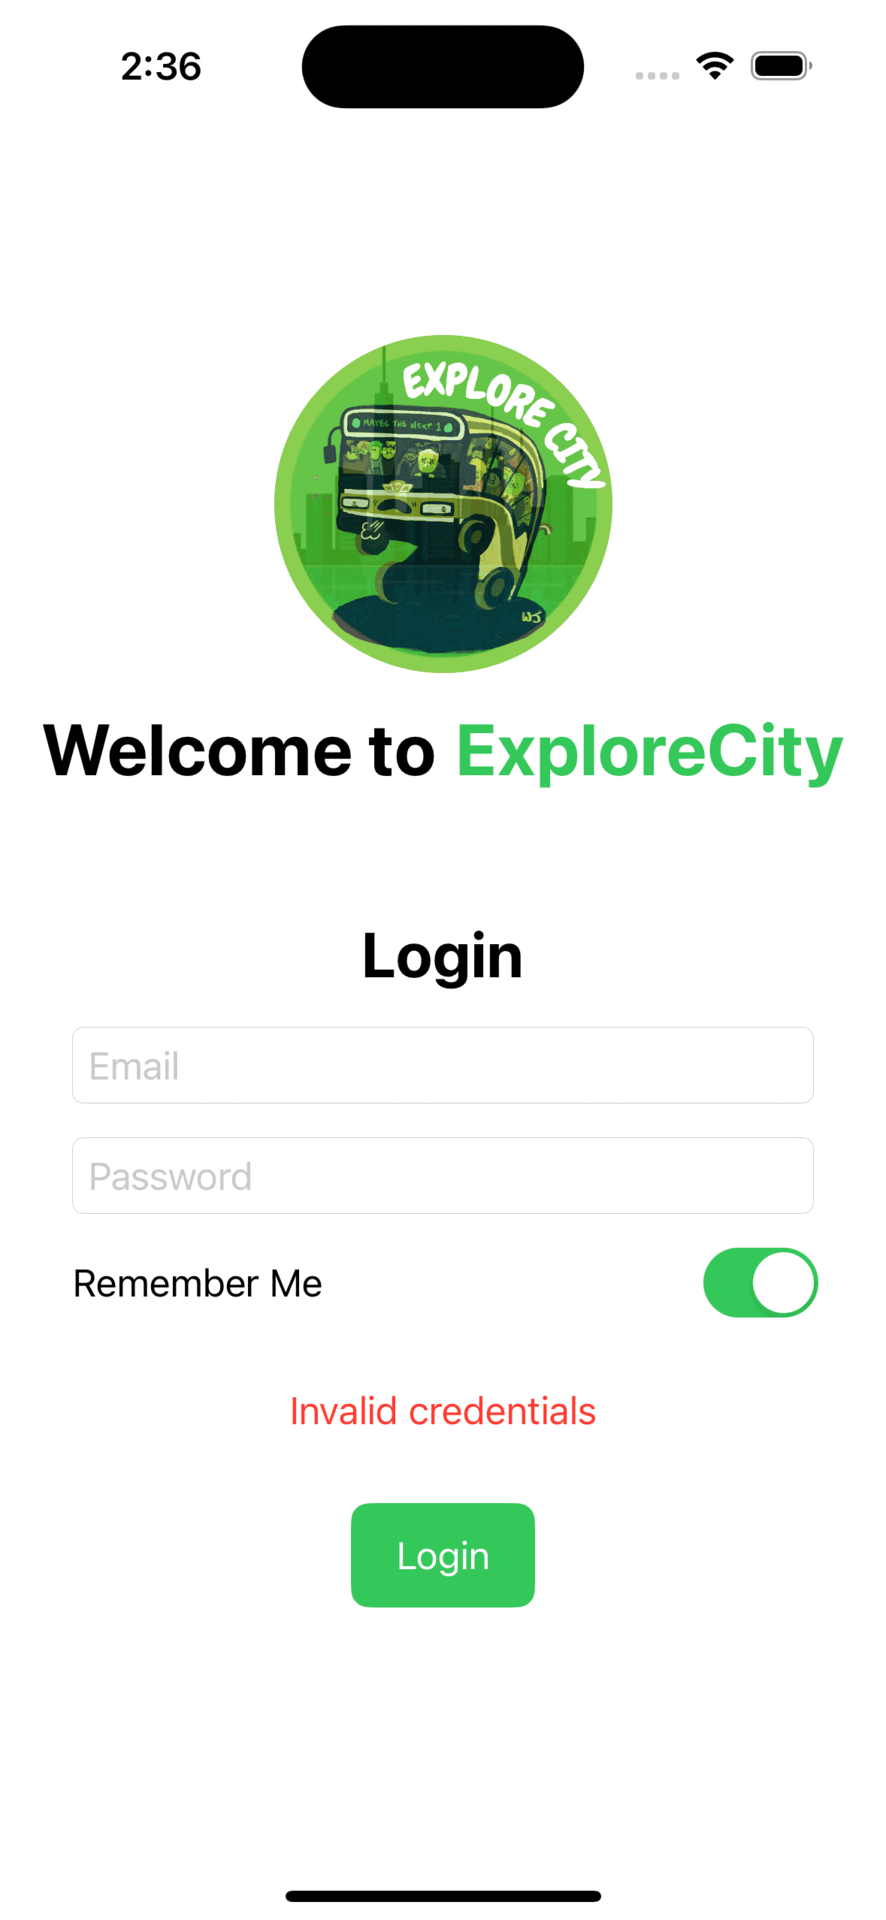 2:36
EXPLORE CITY
MAYBE THE NEXT 1
WJ
Welcome to ExploreCity
Login
Email
Password
Remember Me
Invalid credentials
Login